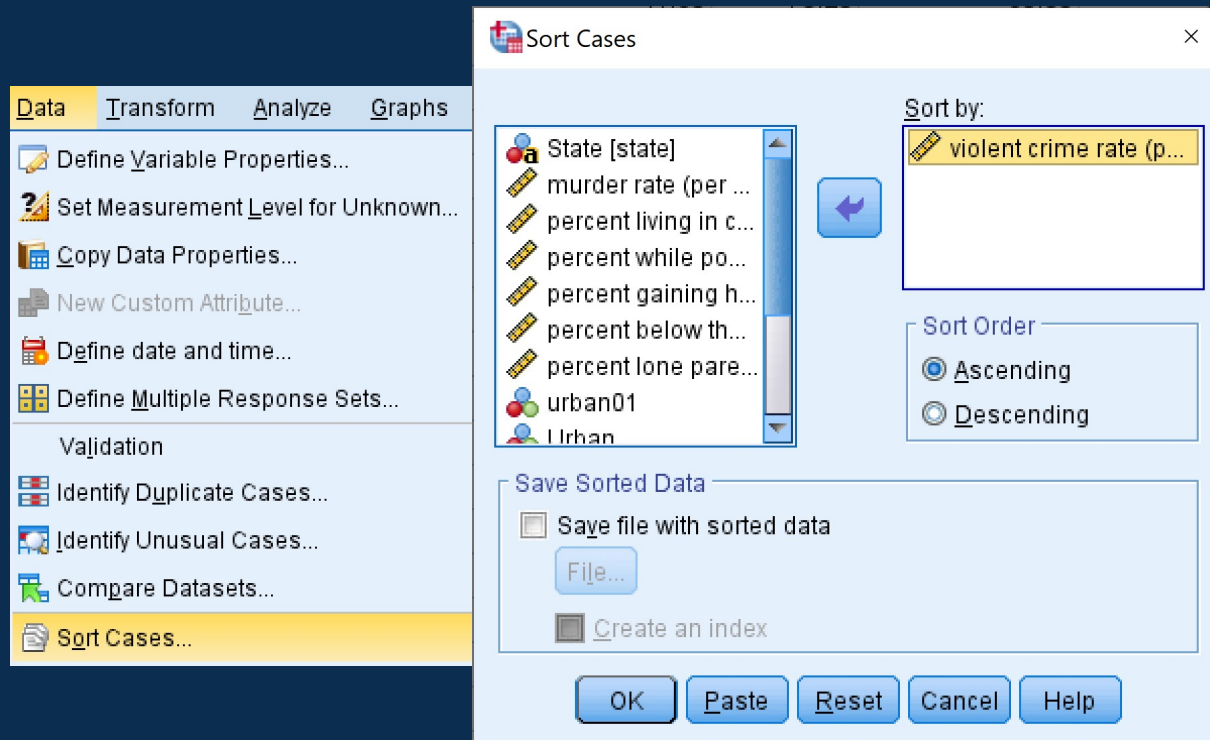 Data Transform Analyze Graphs
Define Variable Properties...
Set Measurement Level for Unknown...
Copy Data Properties...
New Custom Attribute...
Define date and time...
Define Multiple Response Sets...
Validation
Identify Duplicate Cases...
Identify Unusual Cases...
Compare Datasets...
Sort Cases...
Sort Cases
State [state]
murder rate (per ...
percent living in c...
percent while po...
percent gaining h...
percent below th...
percent lone pare...
urban01
Urban
Sort by:
violent crime rate (p...
Sort Order
Ascending
Descending
Save Sorted Data
Save file with sorted data
File...
Create an index
OK Paste Reset Cancel Help